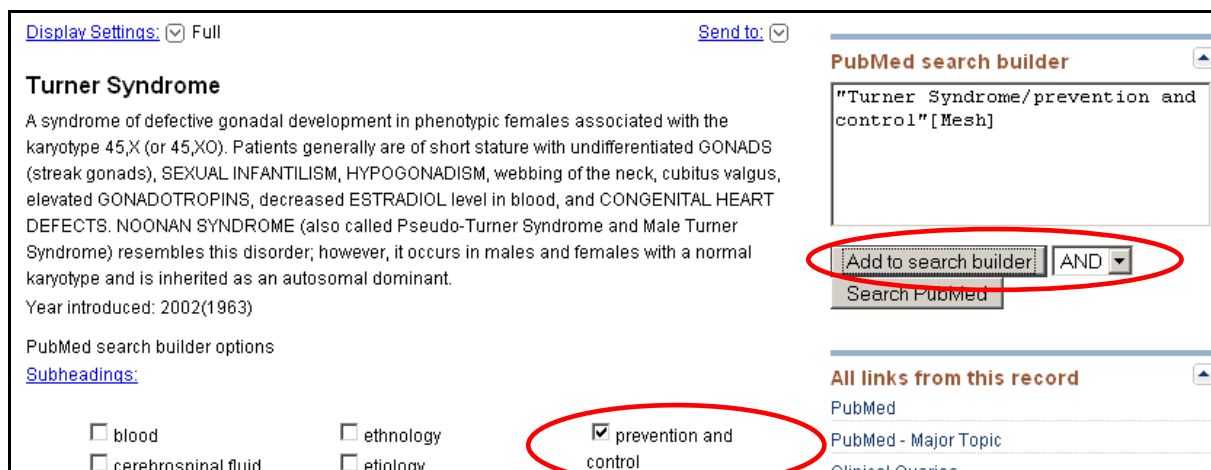 Display Settings: Full
Send to:
Turner Syndrome
A syndrome of defective gonadal development in phenotypic females associated with the
karyotype 45,X (or 45,XO). Patients generally are of short stature with undifferentiated GONADS
(streak gonads), SEXUAL INFANTILISM, HYPOGONADISM, webbing of the neck, cubitus valgus,
elevated GONADOTROPINS, decreased ESTRADIOL level in blood, and CONGENITAL HEART
DEFECTS. NOONAN SYNDROME (also called Pseudo-Turner Syndrome and Male Turner
Syndrome) resembles this disorder; however, it occurs in males and females with a normal
karyotype and is inherited as an autosomal dominant.
Year introduced: 2002(1963)
PubMed search builder options
Subheadings:
blood
ethnology
prevention and
control
cerebrospinal fluid
etiology
PubMed search builder
"Turner Syndrome/prevention and
control"[Mesh]
Add to search builder AND
Search PubMed
All links from this record
PubMed
PubMed - Major Topic
Clinical Queries